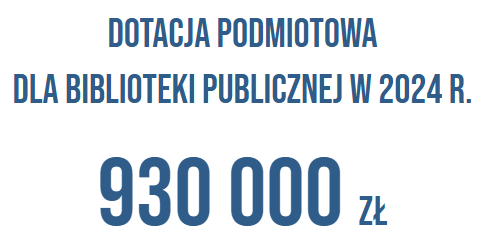 DOTACJA PODMIOTOWA
DLA BIBLIOTEKI PUBLICZNEJ W 2024 R.
930 000 ZŁ